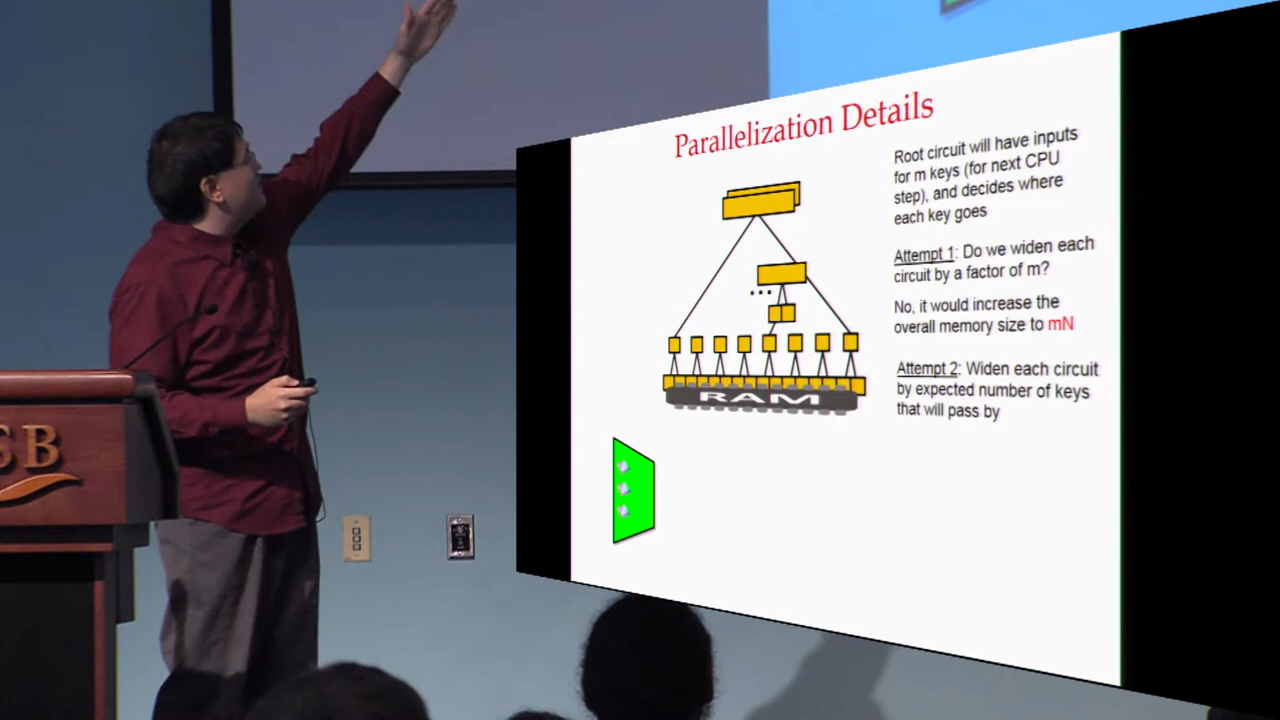 Parallelization Details
Root circuit will have inputs
for m keys (for next CPU
step), and decides where
each key goes
Attempt 1: Do we widen each
circuit by a factor of m?
No, it would increase the
overall memory size to mN
Attempt 2: Widen each circuit
by expected number of keys
that will pass by
...
RAM
SB